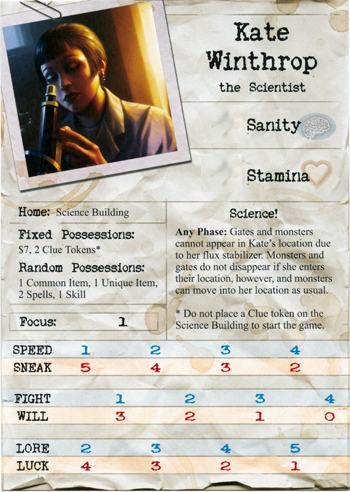 Kate
Winthrop
the Scientist
Sanity
Stamina
Home: Science Building
Fixed Possessions:
$7, 2 Clue Tokens*
Random Possessions:
1 Common Item, 1 Unique Item,
2 Spells, 1 Skill
Focus: 1
Science!
Any Phase: Gates and monsters
cannot appear in Kate's location due
to her flux stabilizer. Monsters and
gates do not disappear if she enters
their location, however, and monsters
can move into her location as usual.
* Do not place a Clue token on the
Science Building to start the game.
SPEED 1 2 3 4
SNEAK 5 4 3 2
FIGHT 1 2 3 4
WILL 3 2 1 0
LORE 2 3 4 5
LUCK 4 3 2 1